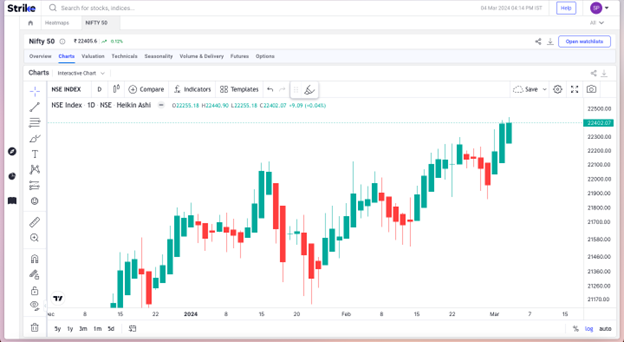 Strike
Search for stocks, indices, and more
04 Mar 2024 04:14 PM IST
Help
SP
Heatmaps
NIFTY 50
All
Nifty 50
₹ 22405.6
0.12%
Open watchlists
Overview Charts Valuation Technicals Seasonality Volume & Delivery Futures Options
Charts Interactive Chart
NSE INDEX D Compare Indicators Templates Save
NSE Index · 1D · NSE · Heikin Ashi O22255.18 H22440.90 L22255.18 C22402.07 +9.09 (+0.04%)
22500.00
22402.07
22300.00
22200.00
22100.00
22000.00
21900.00
21800.00
21700.00
21580.00
21460.00
21360.00
21260.00
21170.00
8 15 22 2024 8 15 20 Feb 8 15 22 Mar 7 15
5y 1y 3m 1m 5d
% log auto